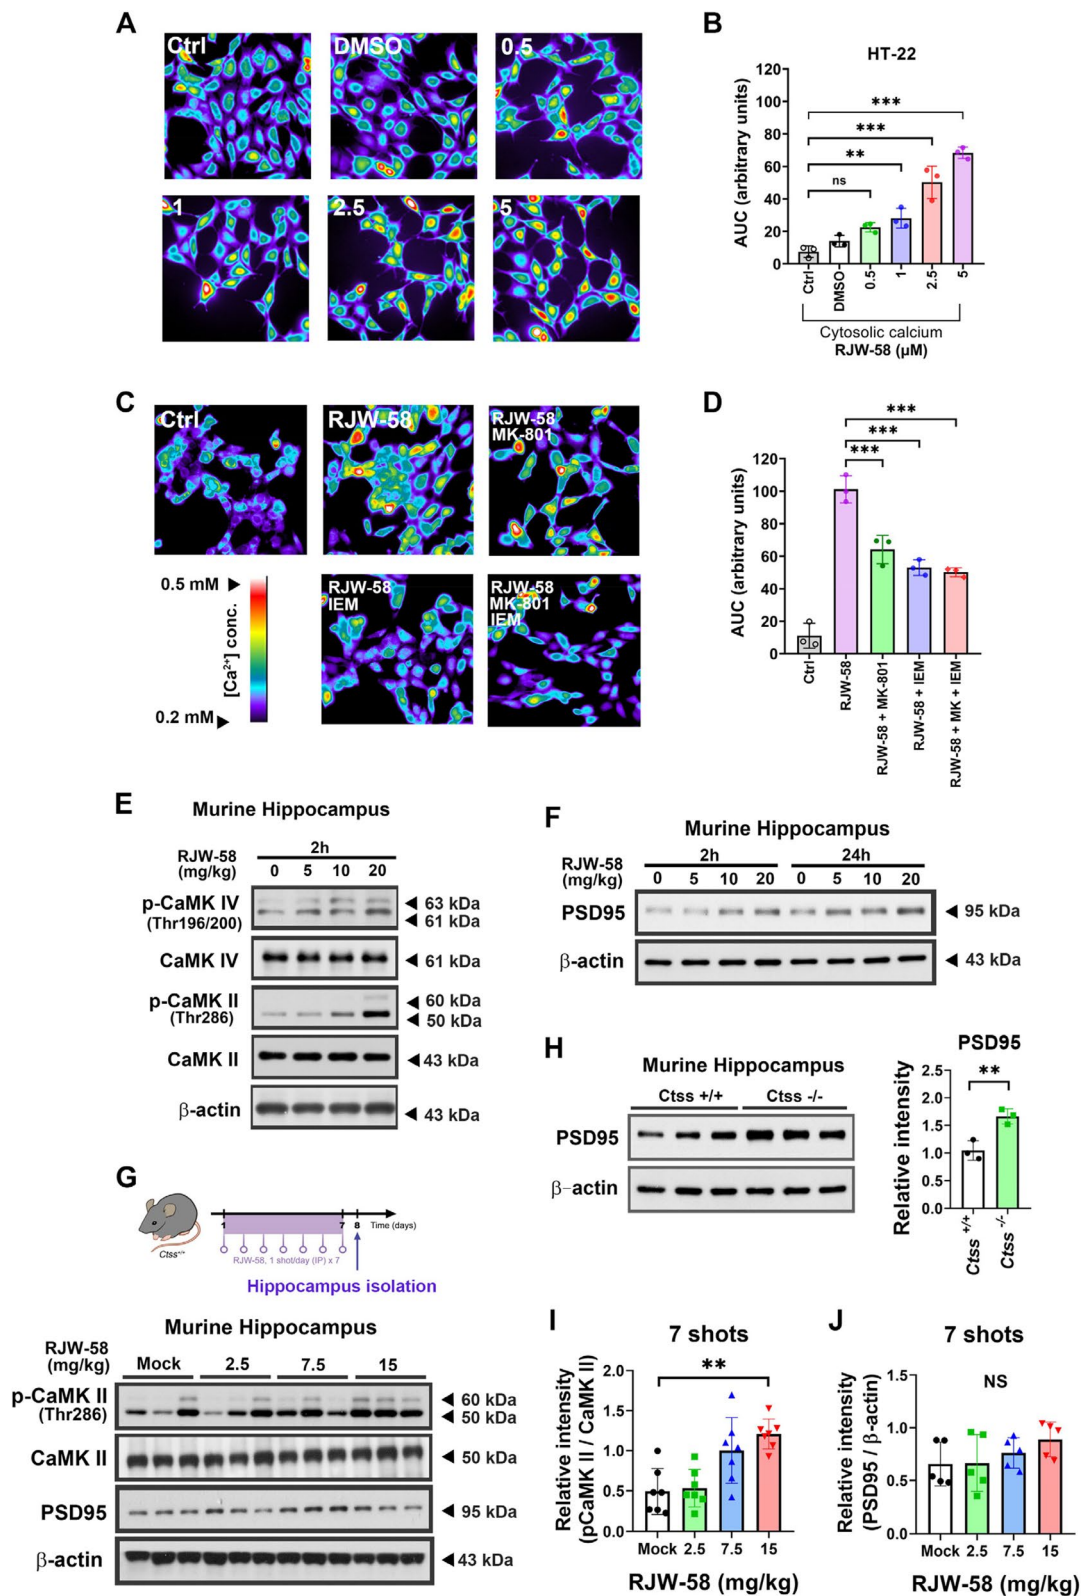 A
Ctrl
DMSO
0.5
1
2.5
5
B
HT-22
AUC (arbitrary units)
120
100
80
60
40
20
0
***
***
**
ns
Ctrl
DMSO
0.5
1
2.5
5
Cytosolic calcium
RJW-58 (µM)
C
Ctrl
RJW-58
RJW-58
MK-801
RJW-58
IEM
RJW-58
MK-801
IEM
0.5 mM
[Ca²⁺] conc.
0.2 mM
D
AUC (arbitrary units)
120
100
80
60
40
20
0
***
***
***
Ctrl
RJW-58
RJW-58 + MK-801
RJW-58 + IEM
RJW-58 + MK + IEM
E
Murine Hippocampus
2h
RJW-58
(mg/kg)
0 5 10 20
p-CaMK IV
(Thr196/200)
63 kDa
61 kDa
CaMK IV
61 kDa
p-CaMK II
(Thr286)
60 kDa
50 kDa
CaMK II
43 kDa
β-actin
43 kDa
F
Murine Hippocampus
2h 24h
RJW-58
(mg/kg)
0 5 10 20 0 5 10 20
PSD95
95 kDa
β-actin
43 kDa
H
Murine Hippocampus
Ctss +/+ Ctss -/-
PSD95
β-actin
PSD95
Relative intensity
2.5
2.0
1.5
1.0
0.5
0.0
**
Ctss +/+
Ctss -/-
G
Ctss+/+
1 7 8 Time (days)
RJW-58, 1 shot/day (IP) x 7
Hippocampus isolation
Murine Hippocampus
RJW-58
(mg/kg)
Mock 2.5 7.5 15
p-CaMK II
(Thr286)
60 kDa
50 kDa
CaMK II
50 kDa
PSD95
95 kDa
β-actin
43 kDa
I
7 shots
Relative intensity
(pCaMK II / CaMK II)
2.0
1.5
1.0
0.5
0.0
**
Mock 2.5 7.5 15
RJW-58 (mg/kg)
J
7 shots
Relative intensity
(PSD95 / β-actin)
1.5
1.0
0.5
0.0
NS
Mock 2.5 7.5 15
RJW-58 (mg/kg)